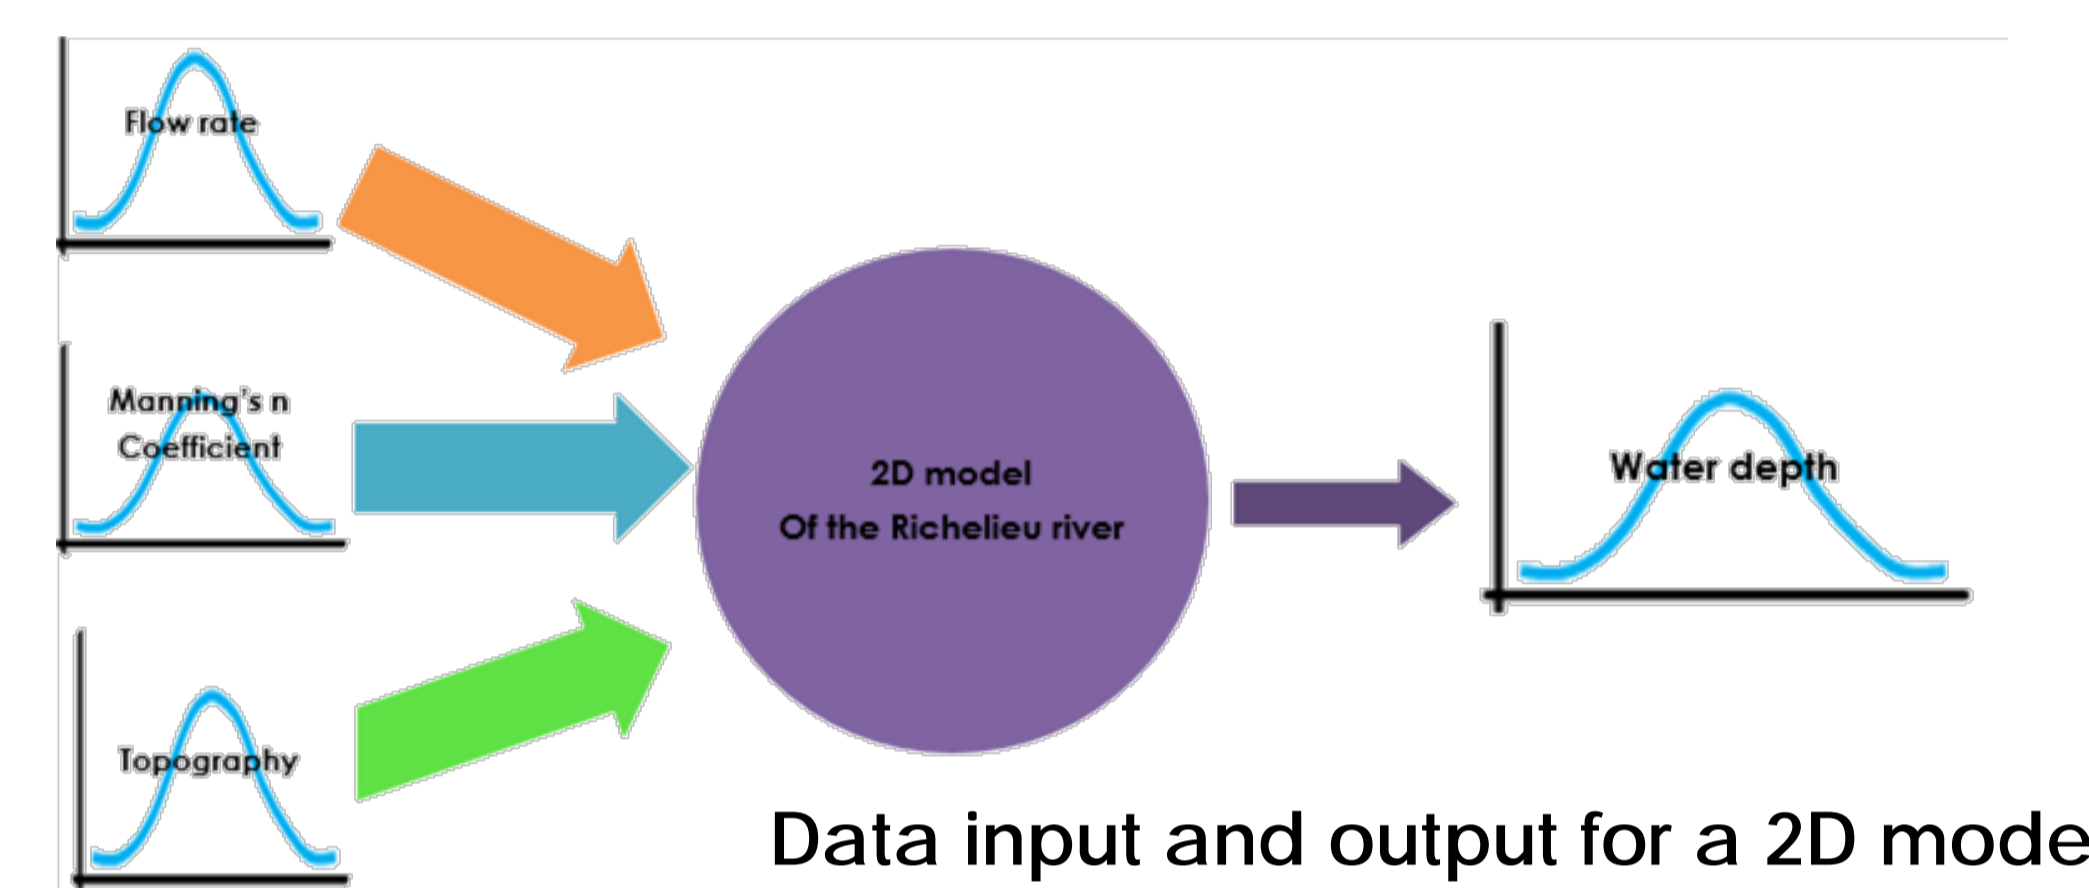 Flow rate
Manning's n
Coefficient
Topography
2D model
Of the Richelieu river
Water depth
Data input and output for a 2D mode